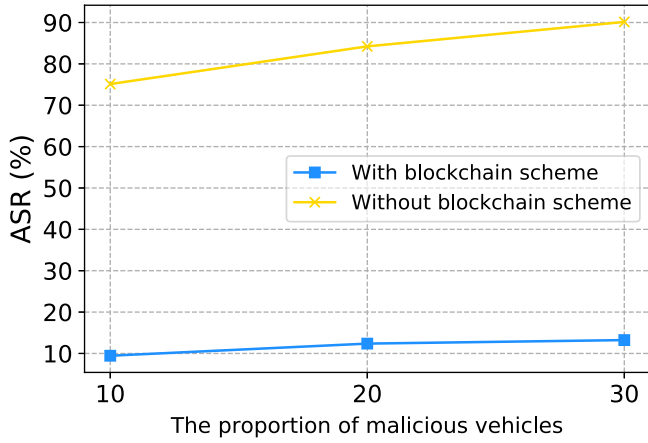 90
80
70
60
50
40
30
20
10
ASR (%)
With blockchain scheme
Without blockchain scheme
10 20 30
The proportion of malicious vehicles